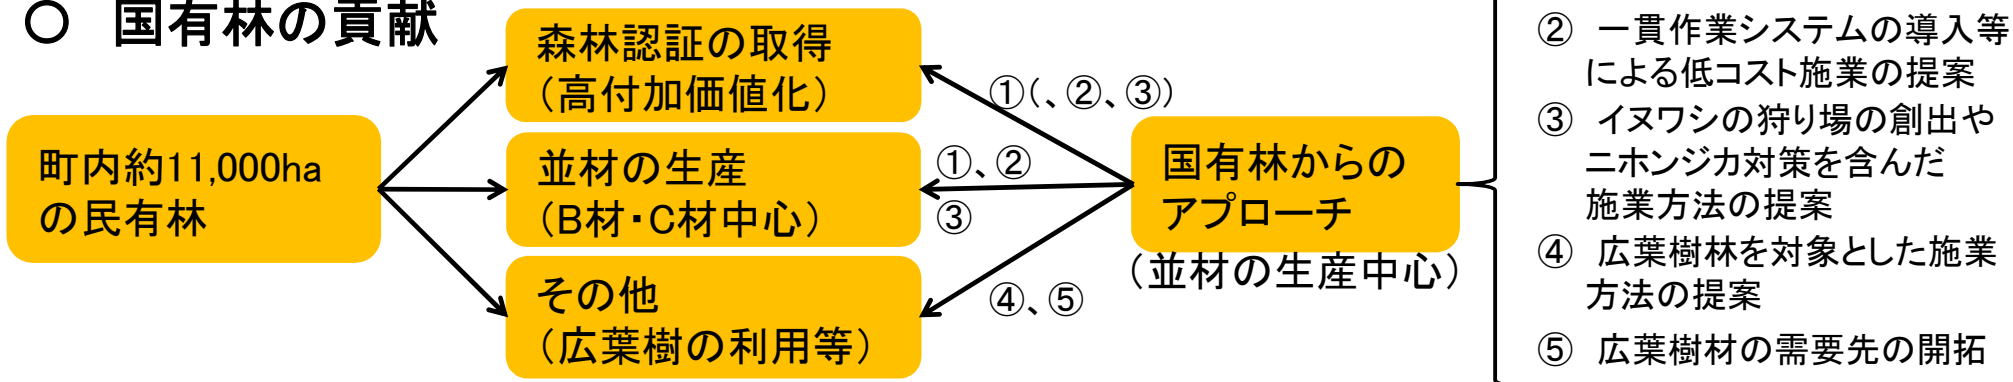 ○ 国有林の貢献
町内約11,000ha
の民有林
森林認証の取得
（高付加価値化）
並材の生産
（B材・C材中心）
その他
（広葉樹の利用等）
①（、②、③）
①、②
③
④、⑤
国有林からの
アプローチ
（並材の生産中心）
② 一貫作業システムの導入等
による低コスト施業の提案
③ イヌワシの狩り場の創出や
ニホンジカ対策を含んだ
施業方法の提案
④ 広葉樹林を対象とした施業
方法の提案
⑤ 広葉樹材の需要先の開拓